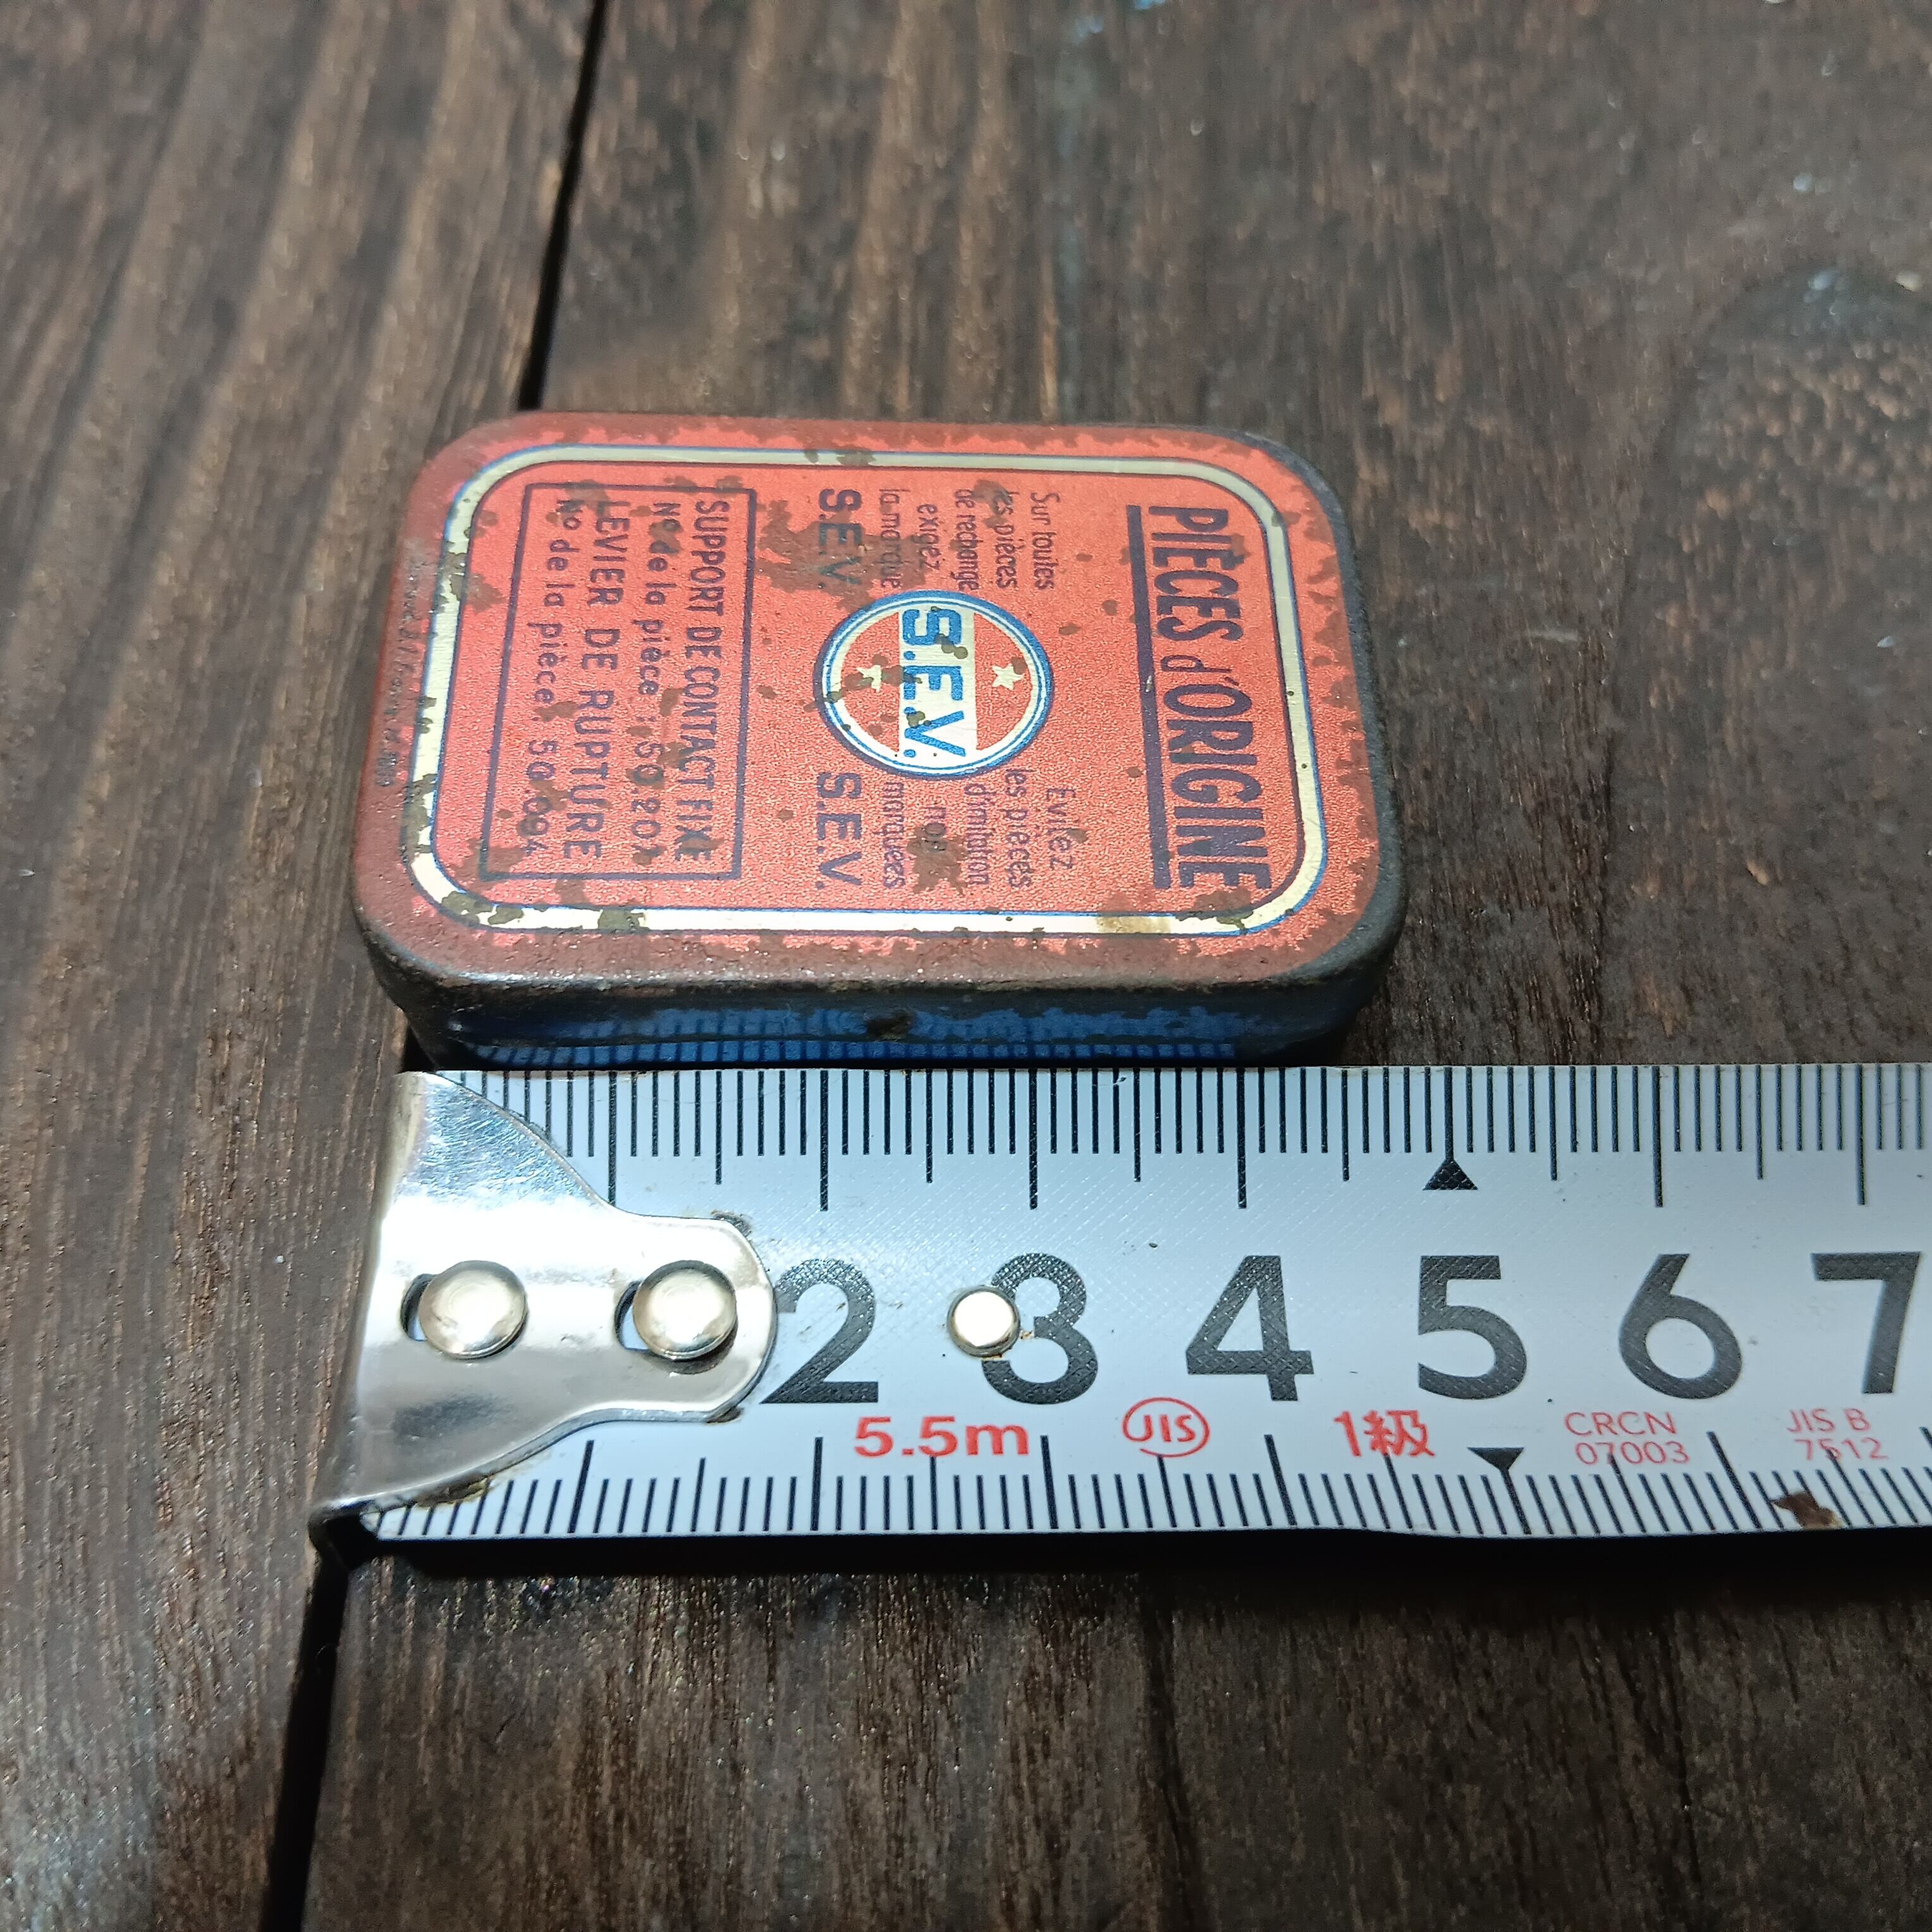 PIÈCES d'ORIGINE
Sur toutes
les pièces
de rechange
exigez
la marque
S.E.V.
S.E.V.
Evitez
les pièces
d'imitation
non
marquées
S.E.V.
SUPPORT DE CONTACT FIXE
No de la pièce : 50.207
LEVIER DE RUPTURE
No de la pièce. 50.094
2 3 4 5 6 7
5.5m JIS 1級 CRCN
07003 JIS B
7512